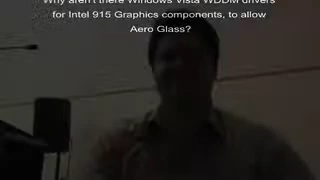 Why aren't there Windows Vista WDDM drivers
for Intel 915 Graphics components, to allow
Aero Glass?